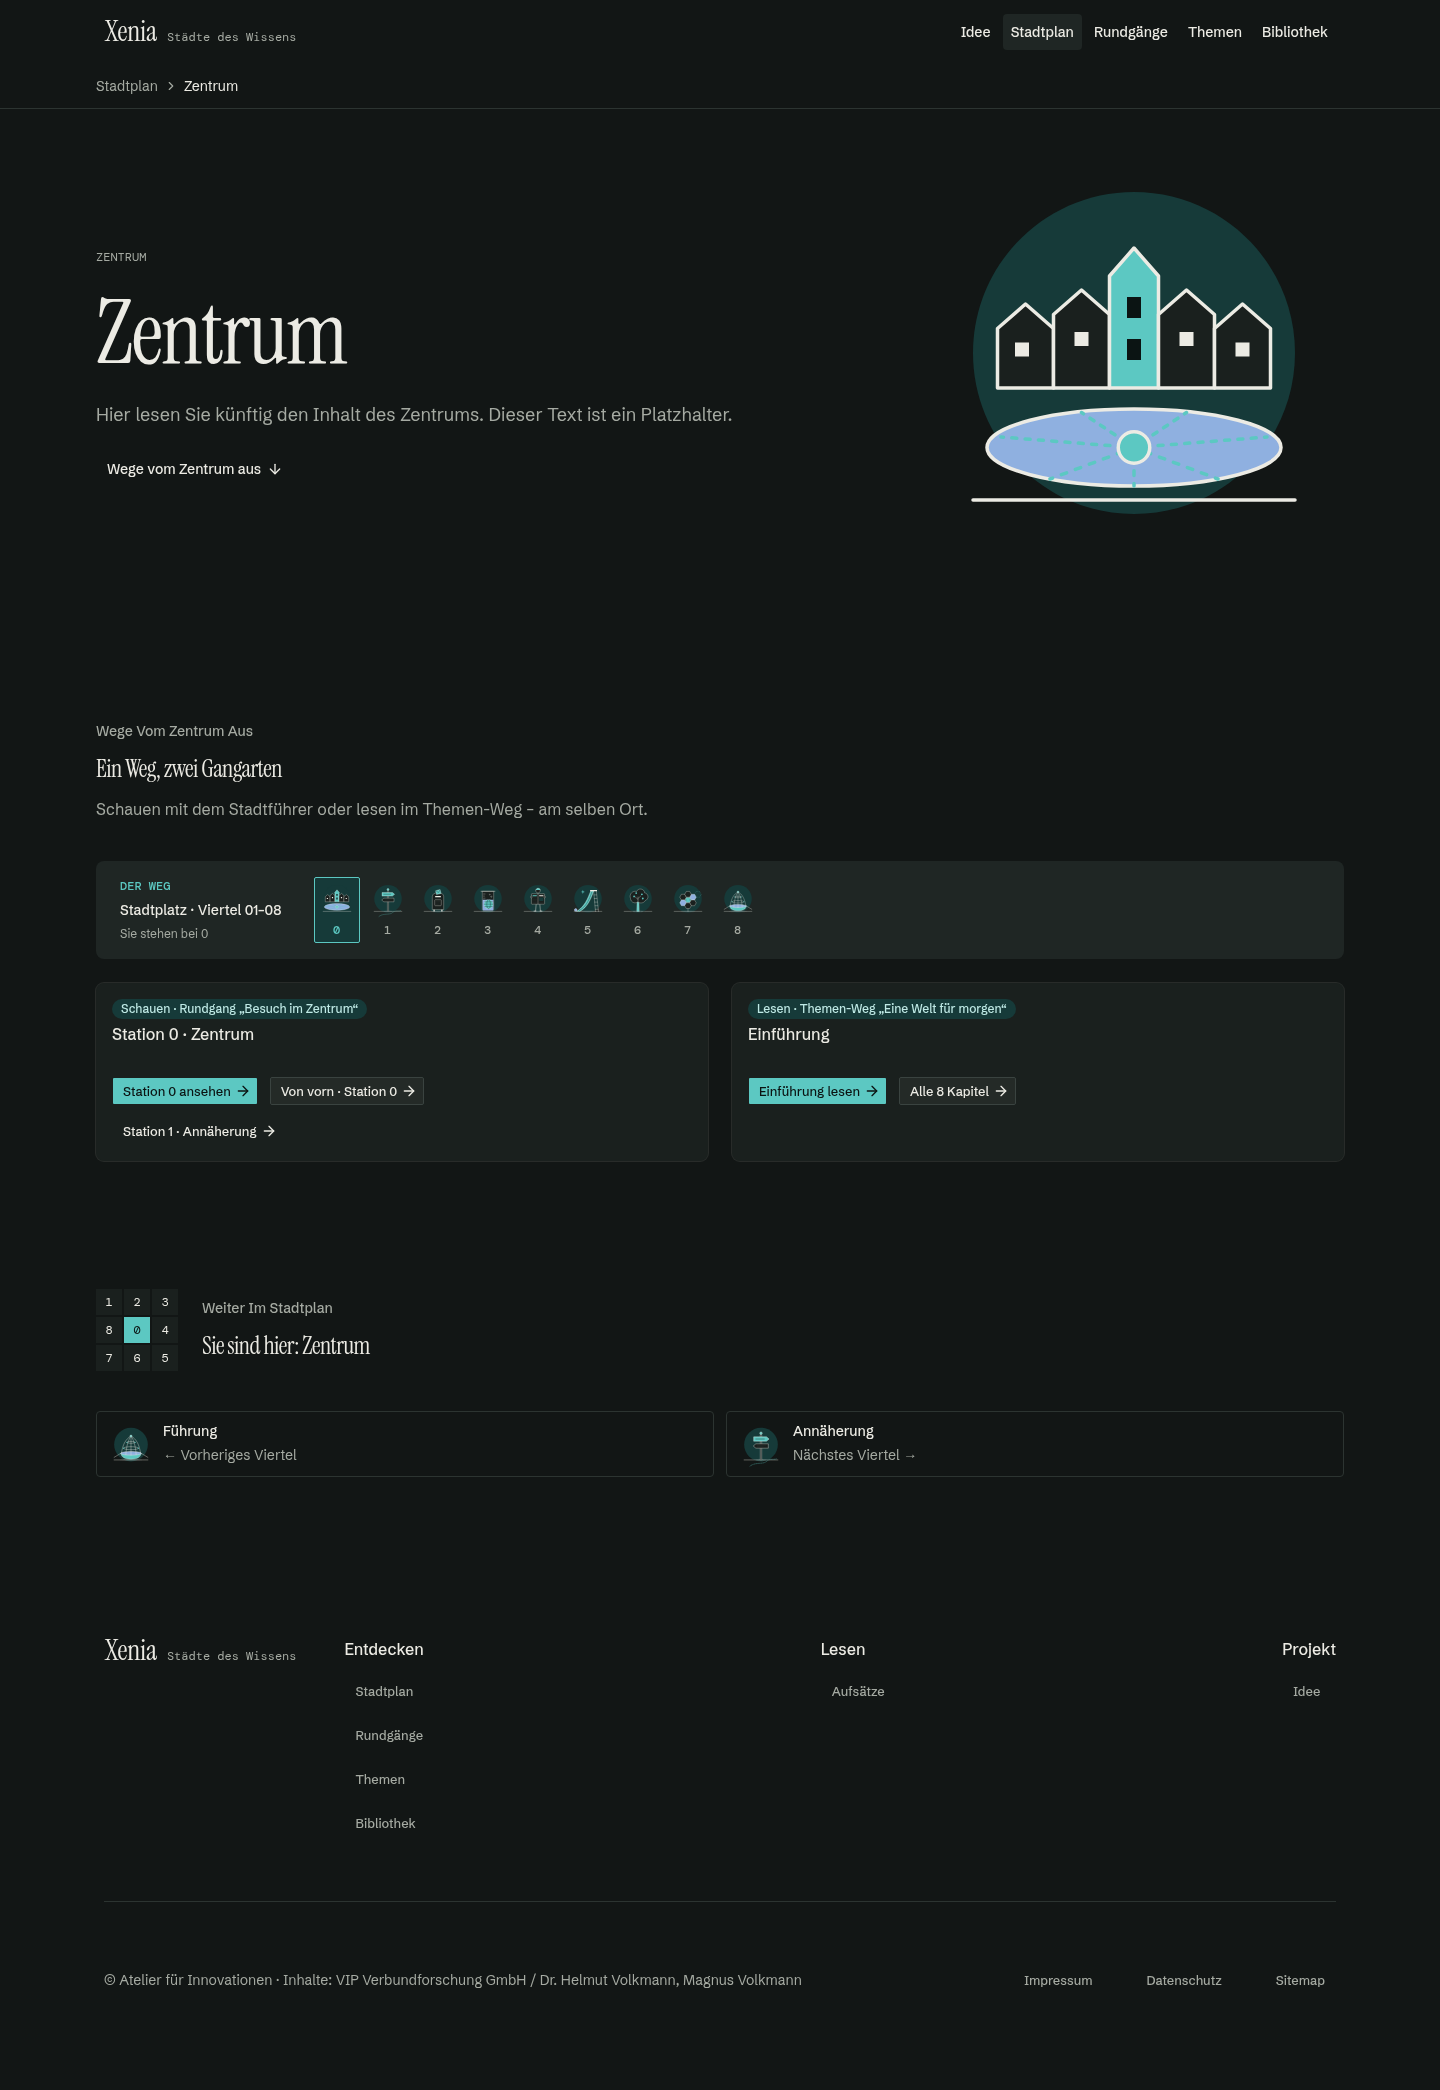 Xenia Städte des Wissens
Idee Stadtplan Rundgänge Themen Bibliothek
Stadtplan > Zentrum
ZENTRUM
Zentrum
Hier lesen Sie künftig den Inhalt des Zentrums. Dieser Text ist ein Platzhalter.
Wege vom Zentrum aus ↓
Wege Vom Zentrum Aus
Ein Weg, zwei Gangarten
Schauen mit dem Stadtführer oder lesen im Themen-Weg – am selben Ort.
DER WEG
Stadtplatz · Viertel 01–08
Sie stehen bei 0
0 1 2 3 4 5 6 7 8
Schauen · Rundgang „Besuch im Zentrum“
Station 0 · Zentrum
Station 0 ansehen → Von vorn · Station 0 →
Station 1 · Annäherung →
Lesen · Themen-Weg „Eine Welt für morgen“
Einführung
Einführung lesen → Alle 8 Kapitel →
1 2 3
8 0 4
7 6 5
Weiter Im Stadtplan
Sie sind hier: Zentrum
Führung
← Vorheriges Viertel
Annäherung
Nächstes Viertel →
Xenia Städte des Wissens
Entdecken
Stadtplan
Rundgänge
Themen
Bibliothek
Lesen
Aufsätze
Projekt
Idee
© Atelier für Innovationen · Inhalte: VIP Verbundforschung GmbH / Dr. Helmut Volkmann, Magnus Volkmann
Impressum Datenschutz Sitemap